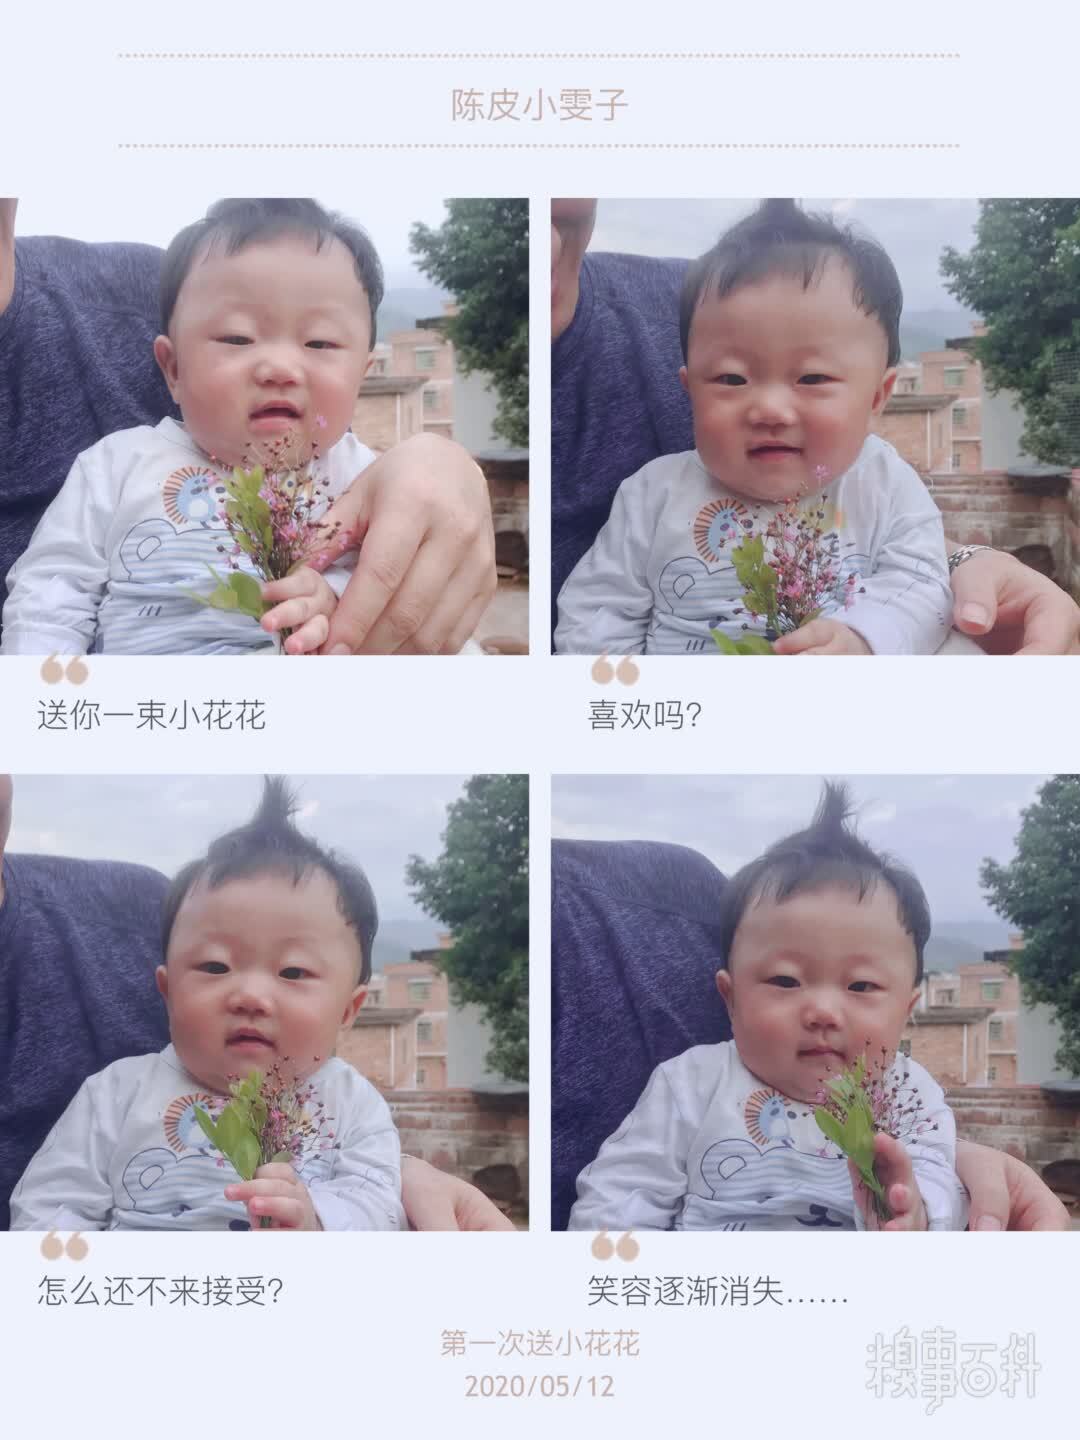 陈皮小雯子
送你一束小花花
喜欢吗?
怎么还不来接受?
笑容逐渐消失……
第一次送小花花
2020/05/12
糗事百科